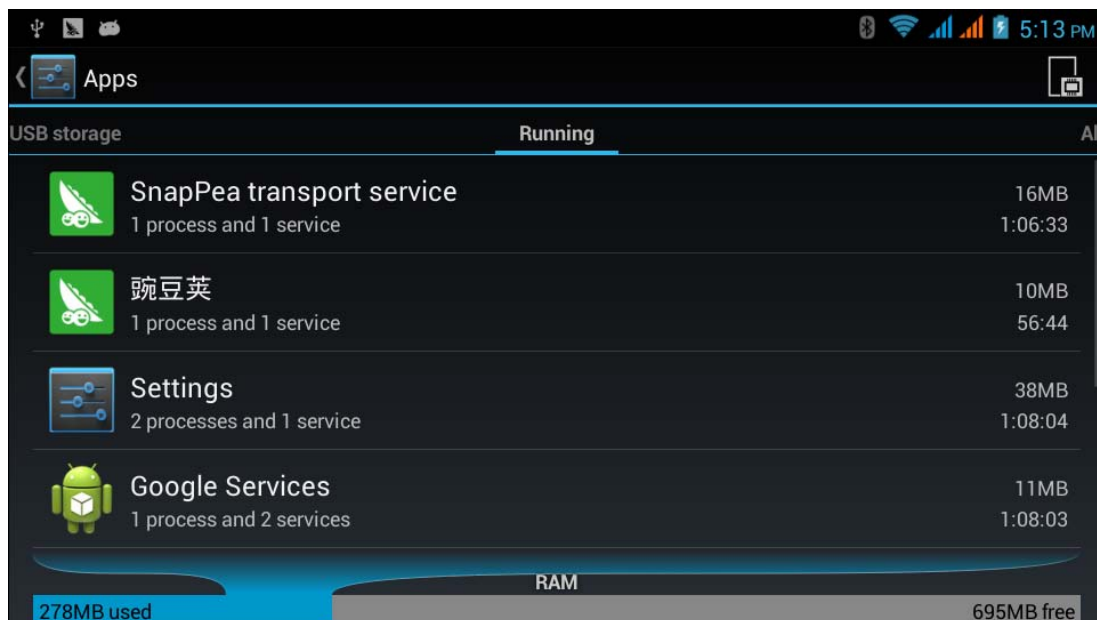 5:13 PM
Apps
USB storage
Running
Al
SnapPea transport service
16MB
1 process and 1 service
1:06:33
豌豆荚
10MB
1 process and 1 service
56:44
Settings
38MB
2 processes and 1 service
1:08:04
Google Services
11MB
1 process and 2 services
1:08:03
RAM
278MB used
695MB free